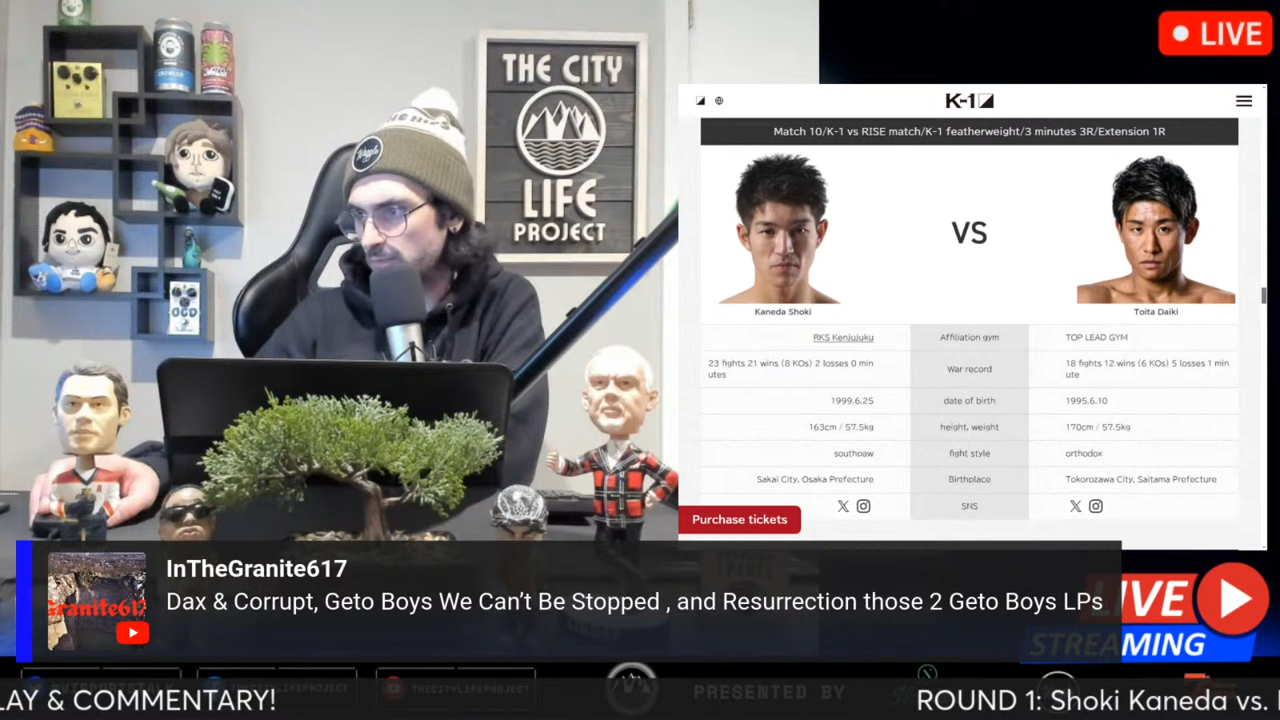 LIVE
THE CITY
LIFE
PROJECT
Waggle
OCD
K-1
Match 10/K-1 vs RISE match/K-1 featherweight/3 minutes 3R/Extension 1R
VS
Kaneda Shoki
Toita Daiki
RKS Kenjujuku
Affiliation gym
TOP LEAD GYM
23 fights 21 wins (8 KOs) 2 losses 0 min
utes
War record
18 fights 12 wins (6 KOs) 5 losses 1 min
ute
1999.6.25
date of birth
1995.6.10
163cm / 57.5kg
height, weight
170cm / 57.5kg
southpaw
fight style
orthodox
Sakai City, Osaka Prefecture
Birthplace
Tokorozawa City, Saitama Prefecture
SNS
Purchase tickets
InTheGranite617
Dax & Corrupt, Geto Boys We Can’t Be Stopped , and Resurrection those 2 Geto Boys LPs
LIVE
STREAMING
THECITYLIFEPROJECT
PRESENTED BY
LAY & COMMENTARY!
ROUND 1: Shoki Kaneda vs.